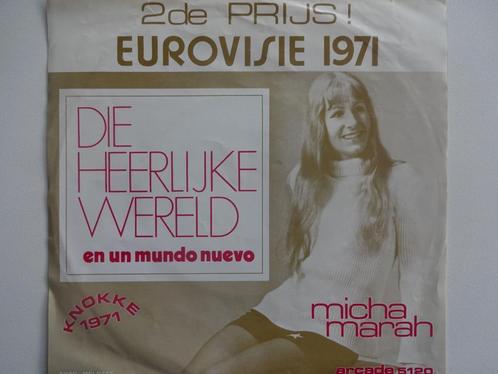 2de PRIJS!
EUROVISIE 1971
DIE
HEERLIJKE
WERELD
en un mundo nuevo
KNOKKE
1971
micha
marah
arcade 5120